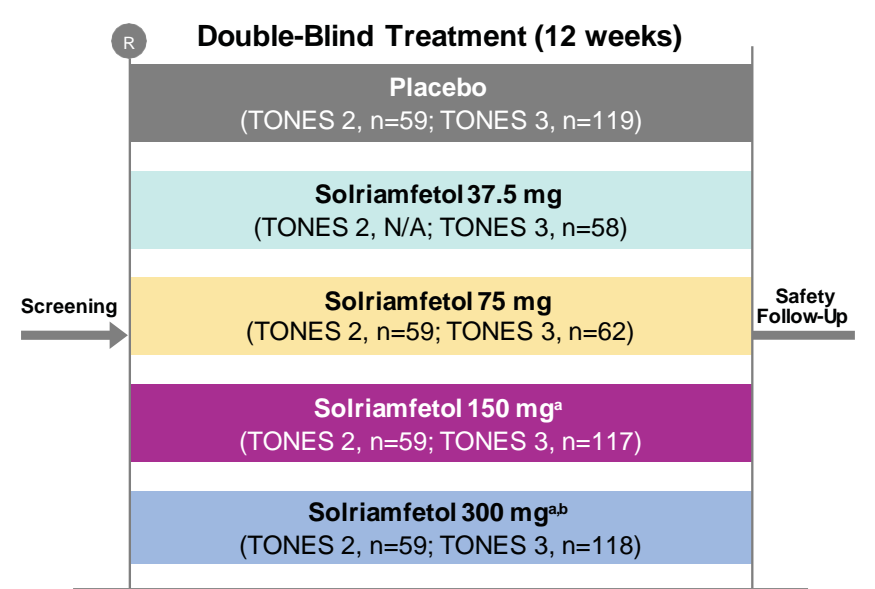 R
Double-Blind Treatment (12 weeks)
Placebo
(TONES 2, n=59; TONES 3, n=119)
Solriamfetol 37.5 mg
(TONES 2, N/A; TONES 3, n=58)
Screening
Solriamfetol 75 mg
(TONES 2, n=59; TONES 3, n=62)
Safety
Follow-Up
Solriamfetol 150 mgᵃ
(TONES 2, n=59; TONES 3, n=117)
Solriamfetol 300 mgᵃ,ᵇ
(TONES 2, n=59; TONES 3, n=118)